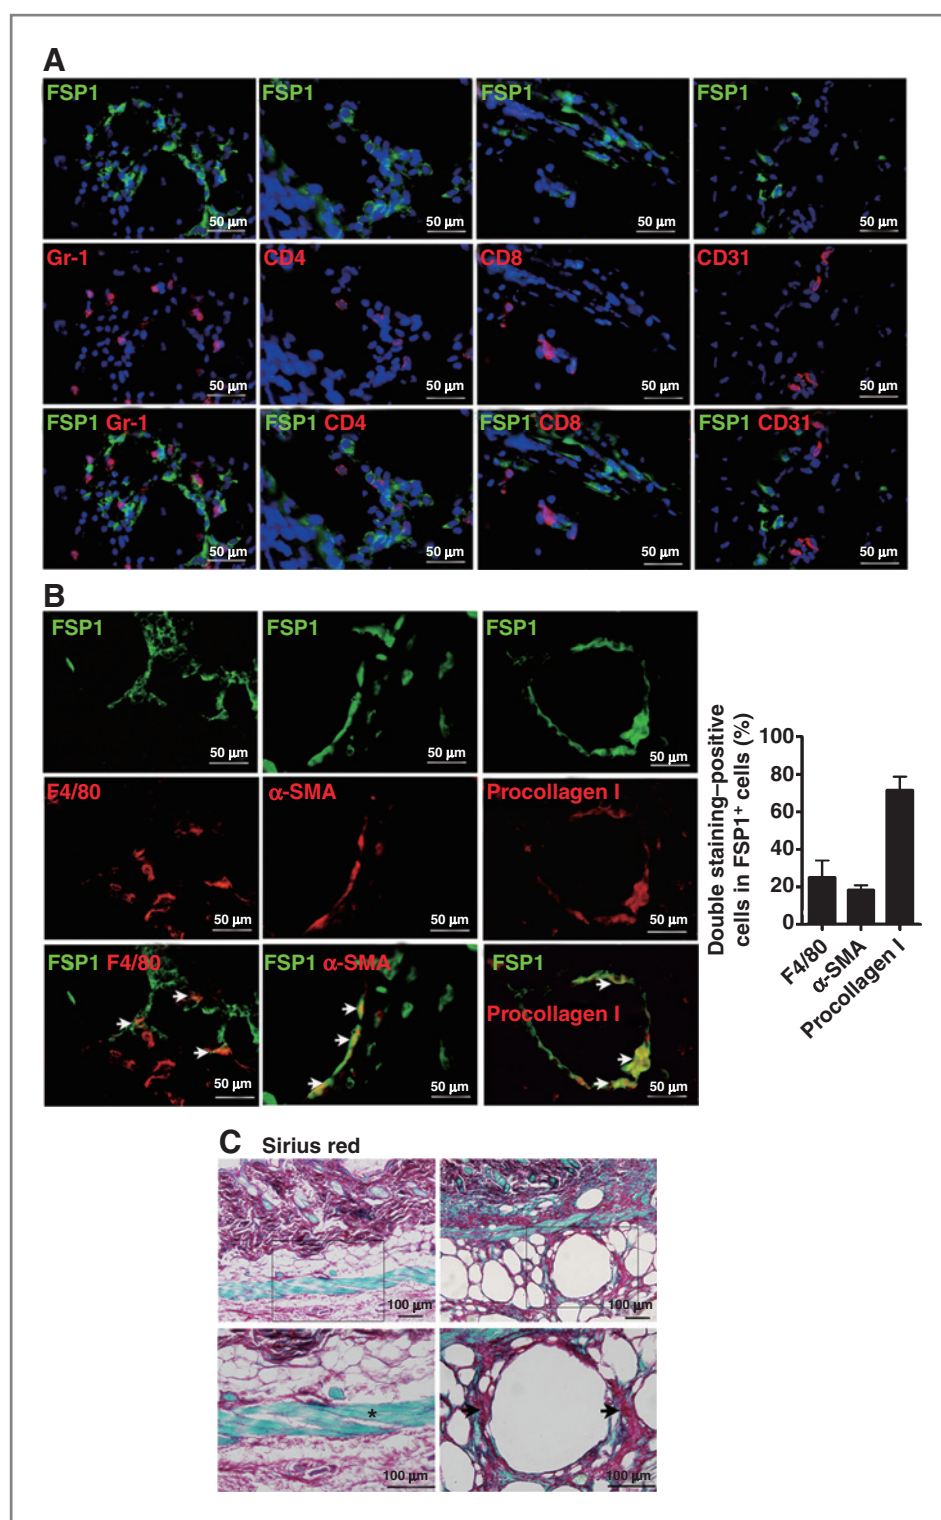 A
FSP1 FSP1 FSP1 FSP1
50 μm 50 μm 50 μm 50 μm
Gr-1 CD4 CD8 CD31
50 μm 50 μm 50 μm 50 μm
FSP1 Gr-1 FSP1 CD4 FSP1 CD8 FSP1 CD31
50 μm 50 μm 50 μm 50 μm
B
FSP1 FSP1 FSP1
50 μm 50 μm 50 μm
F4/80 α-SMA Procollagen I
50 μm 50 μm 50 μm
FSP1 F4/80 FSP1 α-SMA FSP1
Procollagen I
50 μm 50 μm 50 μm
Double staining–positive
cells in FSP1+ cells (%)
100
80
60
40
20
0
F4/80
α-SMA
Procollagen I
C Sirius red
100 μm 100 μm
*
100 μm 100 μm